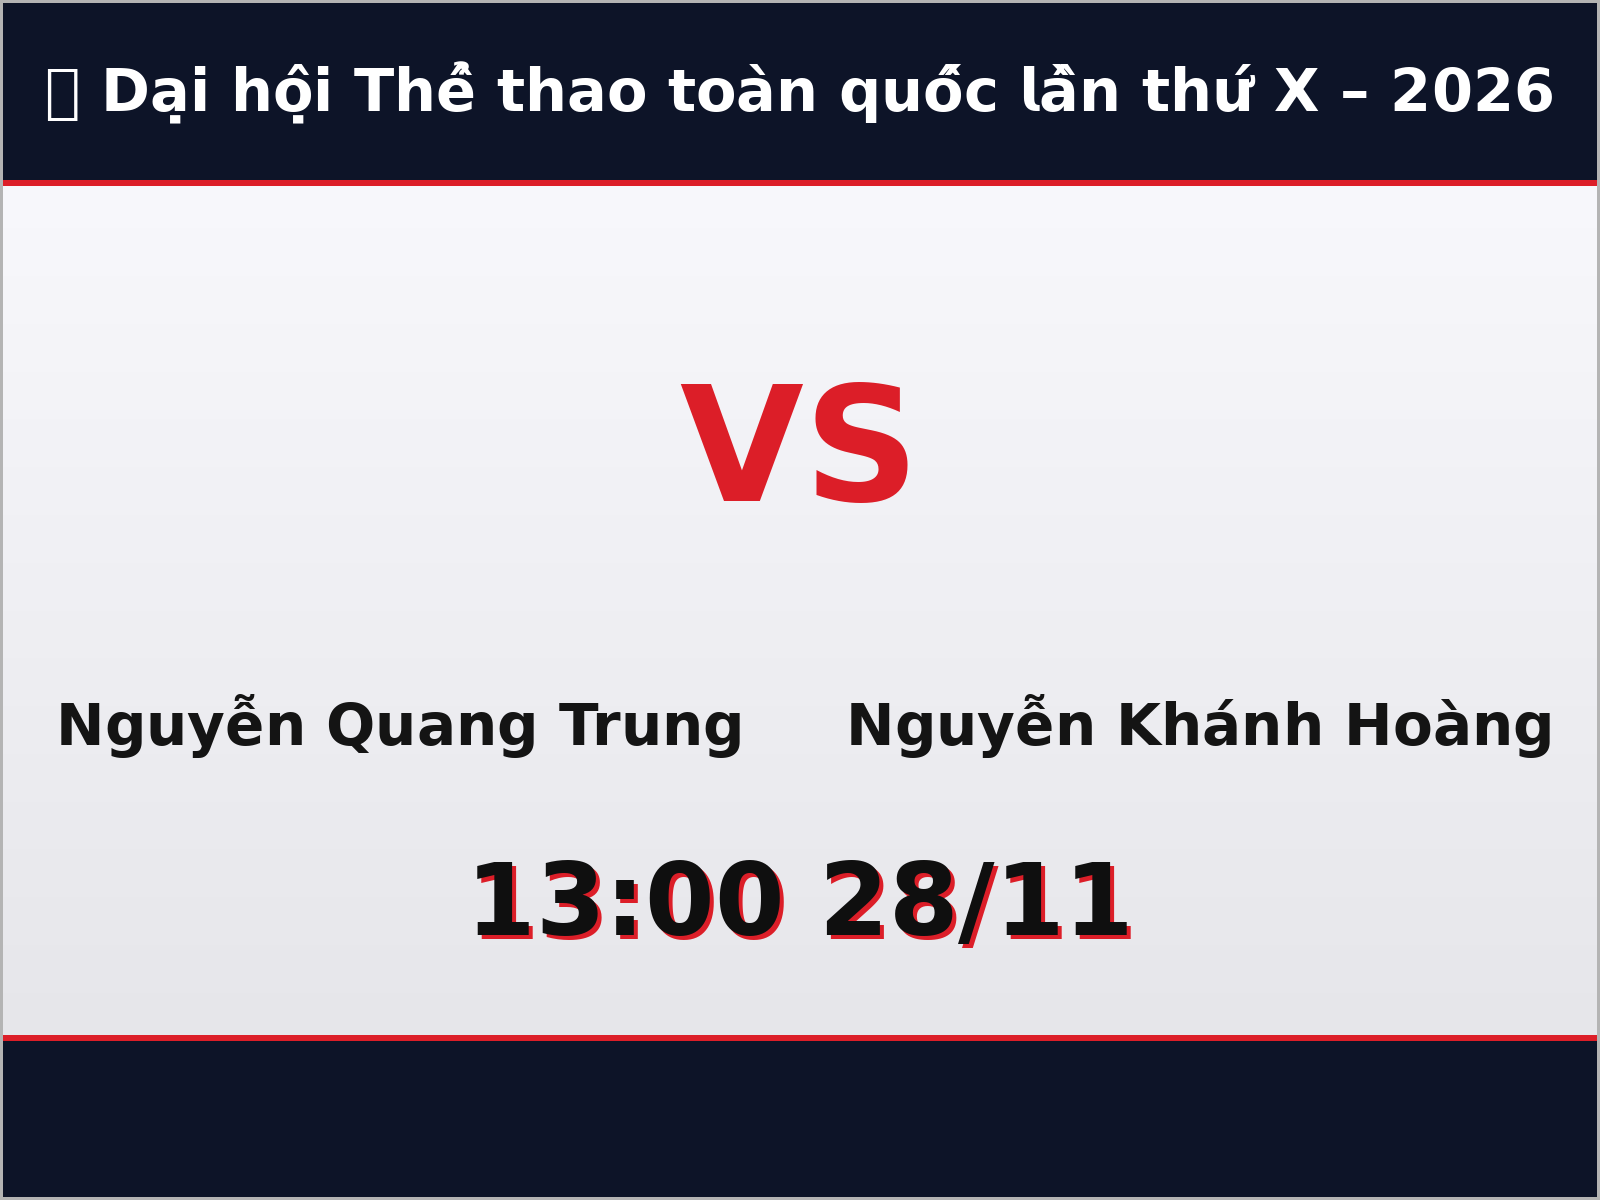 Dại hội Thể thao toàn quốc lần thứ X – 2026
VS
Nguyễn Quang Trung
Nguyễn Khánh Hoàng
13:00 28/11